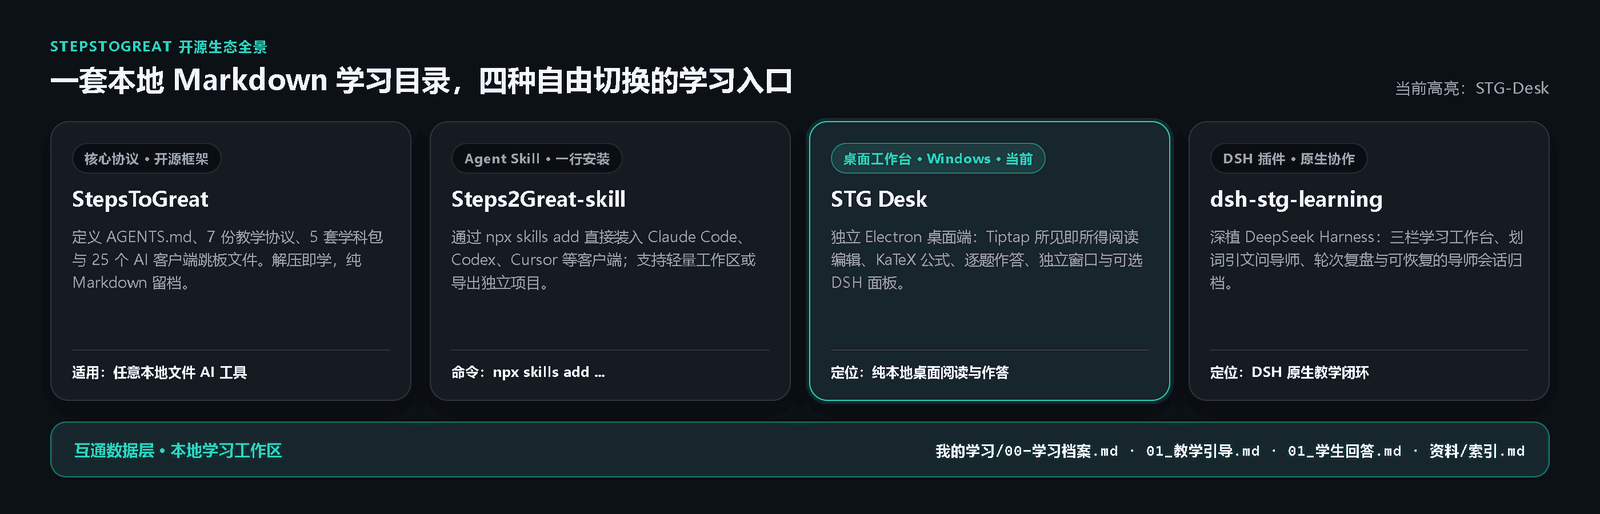 STEPSTOGREAT 开源生态全景
一套本地 Markdown 学习目录，四种自由切换的学习入口
当前高亮：STG-Desk
核心协议 • 开源框架
StepsToGreat
定义 AGENTS.md、7 份教学协议、5 套学科包
与 25 个 AI 客户端跳板文件。解压即学，纯
Markdown 留档。
适用：任意本地文件 AI 工具
Agent Skill • 一行安装
Steps2Great-skill
通过 npx skills add 直接装入 Claude Code、
Codex、Cursor 等客户端；支持轻量工作区或
导出独立项目。
命令：npx skills add ...
桌面工作台 • Windows • 当前
STG Desk
独立 Electron 桌面端：Tiptap 所见即所得阅读
编辑、KaTeX 公式、逐题作答、独立窗口与可选
DSH 面板。
定位：纯本地桌面阅读与作答
DSH 插件 • 原生协作
dsh-stg-learning
深植 DeepSeek Harness：三栏学习工作台、划
词引文问导师、轮次复盘与可恢复的导师会话归
档。
定位：DSH 原生教学闭环
互通数据层 • 本地学习工作区
我的学习/00-学习档案.md · 01_教学引导.md · 01_学生回答.md · 资料/索引.md